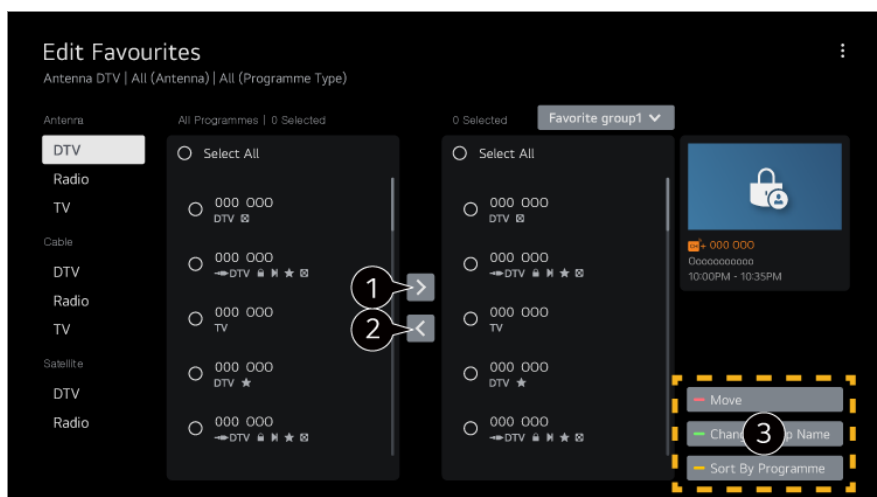 Edit Favourites
Antenna DTV | All (Antenna) | All (Programme Type)
Antenna
DTV
Radio
TV
Cable
DTV
Radio
TV
Satellite
DTV
Radio
All Programmes | 0 Selected
Select All
000 000
DTV
000 000
DTV
000 000
TV
000 000
DTV
000 000
DTV
1
2
0 Selected
Favorite group1
Select All
000 000
DTV
000 000
DTV
000 000
TV
000 000
DTV
000 000
DTV
CH+ 000 000
Oooooooooo
10:00PM - 10:35PM
Move
3
Name
Sort By Programme